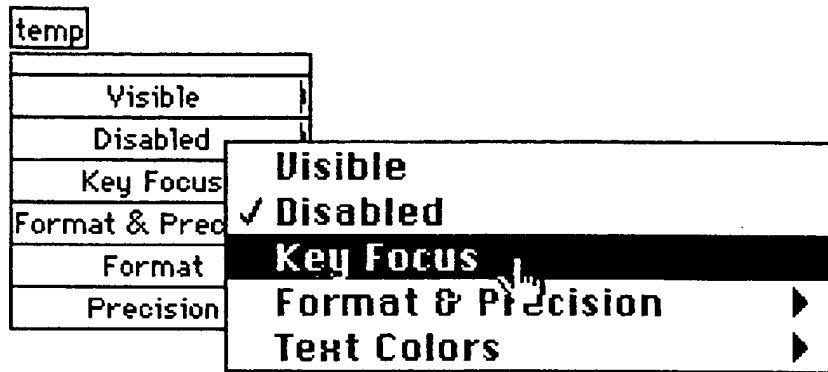 temp
Visible
Disabled
Key Focus
Format & Prec
Format
Precision
Visible
✓ Disabled
Key Focus
Format & Precision
Text Colors